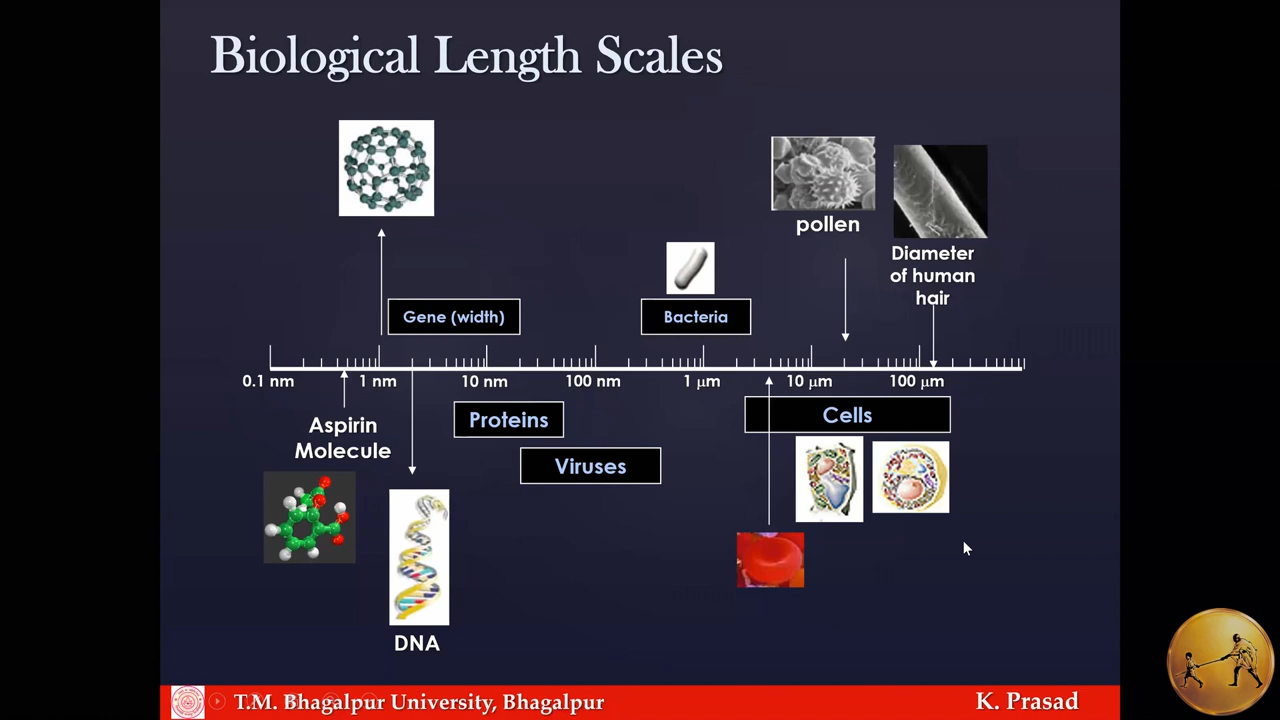 Biological Length Scales
pollen
Diameter
of human
hair
Gene (width)
Bacteria
0.1 nm
1 nm
10 nm
100 nm
1 μm
10 μm
100 μm
Aspirin
Molecule
Proteins
Cells
Viruses
DNA
T.M. Bhagalpur University, Bhagalpur
K. Prasad